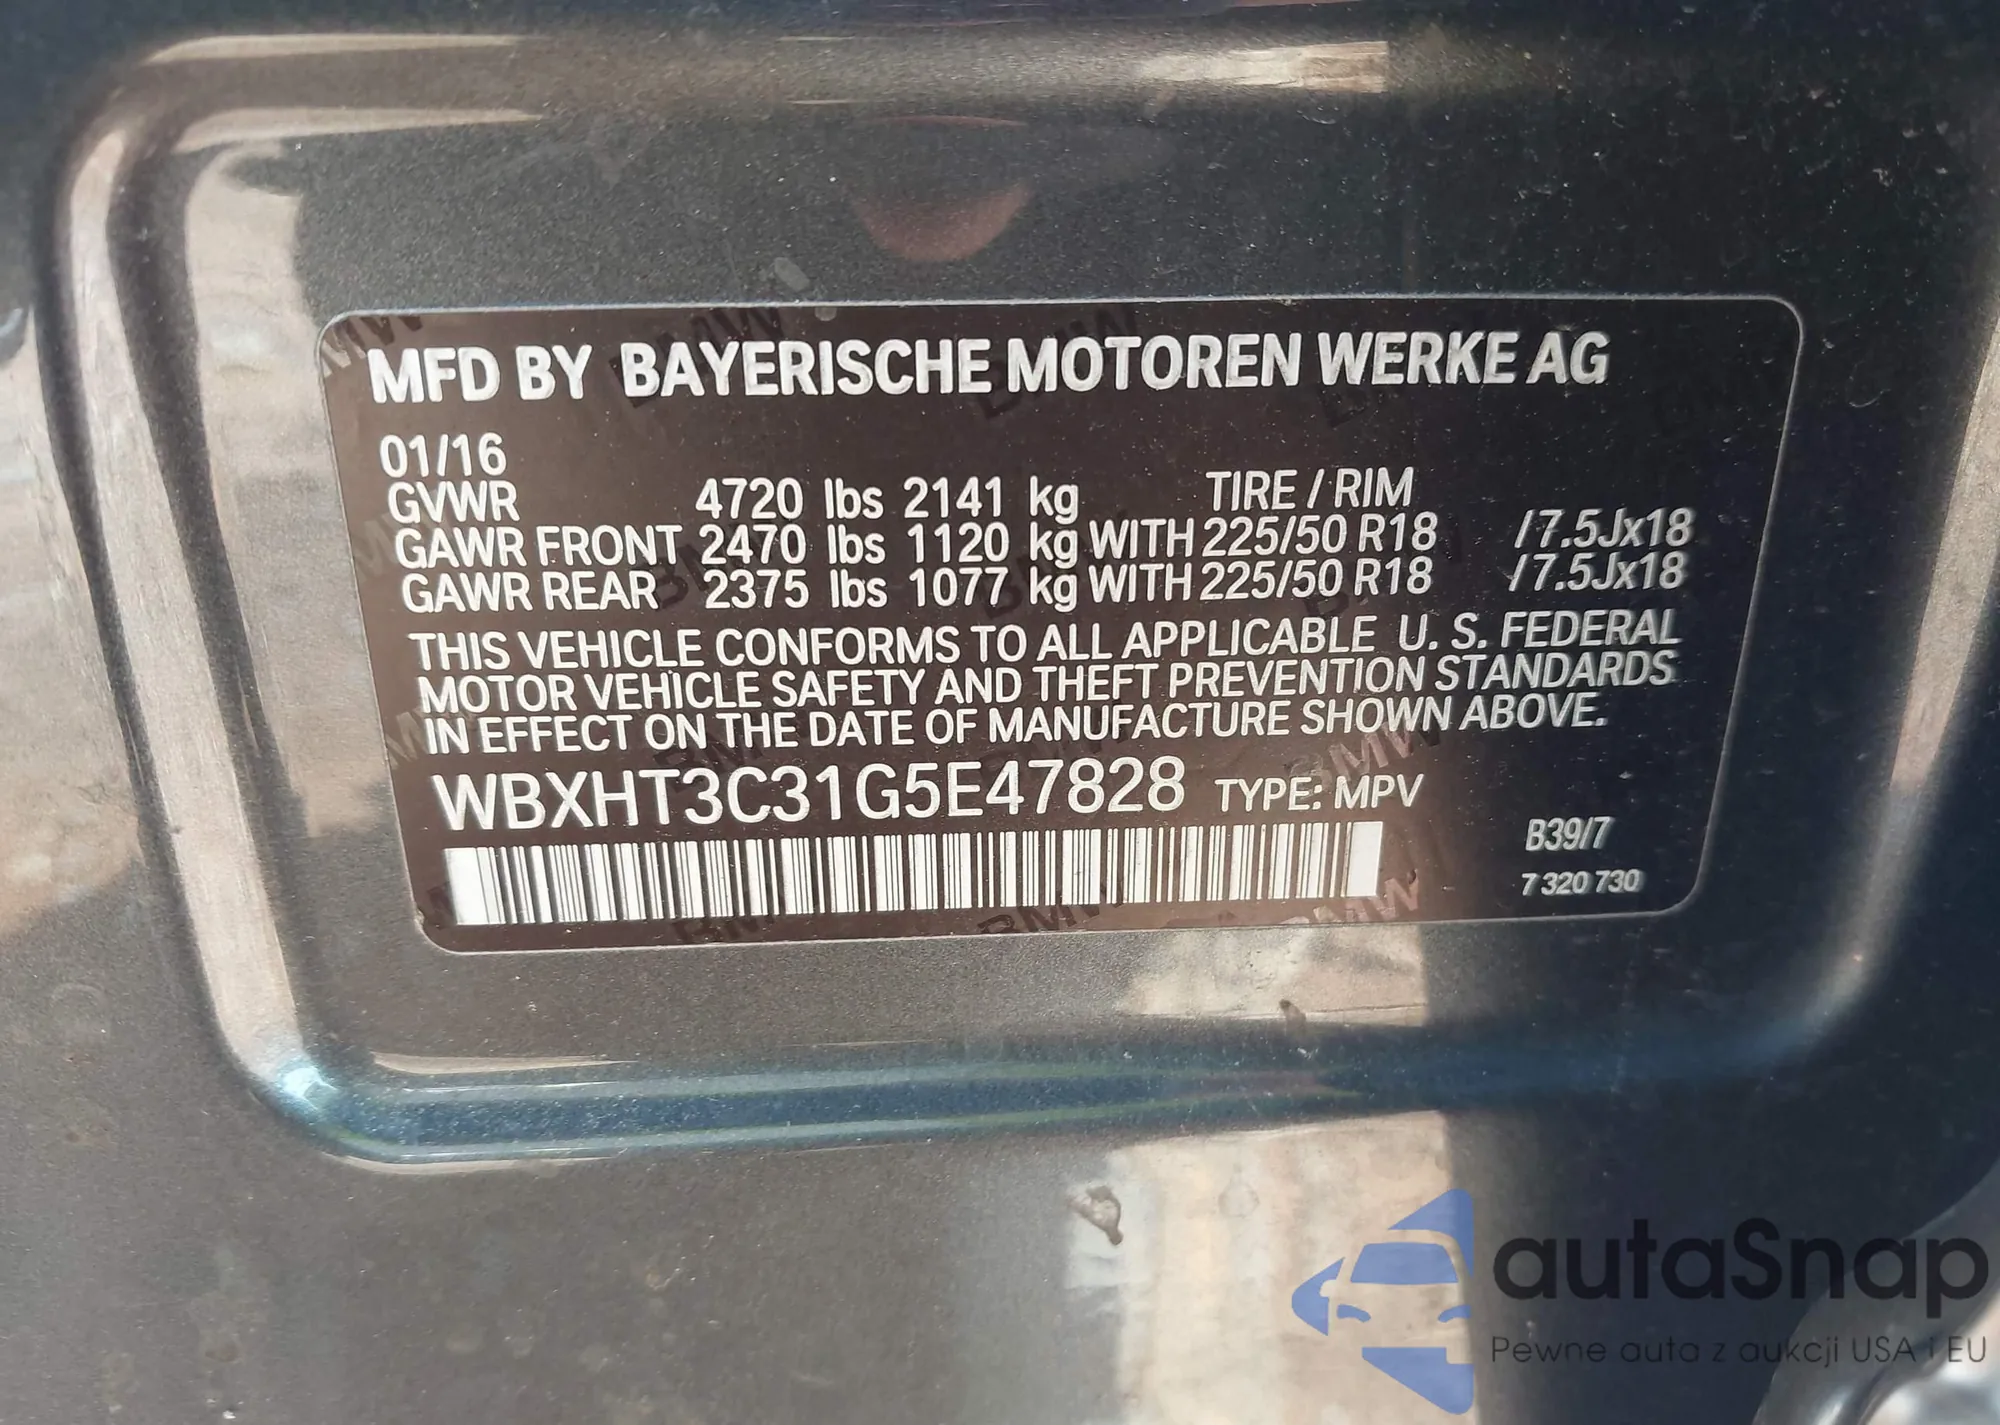 MFD BY BAYERISCHE MOTOREN WERKE AG
01/16
GVWR 4720 lbs 2141 kg TIRE / RIM
GAWR FRONT 2470 lbs 1120 kg WITH 225/50 R18 /7.5Jx18
GAWR REAR 2375 lbs 1077 kg WITH 225/50 R18 /7.5Jx18
THIS VEHICLE CONFORMS TO ALL APPLICABLE U. S. FEDERAL
MOTOR VEHICLE SAFETY AND THEFT PREVENTION STANDARDS
IN EFFECT ON THE DATE OF MANUFACTURE SHOWN ABOVE.
WBXHT3C31G5E47828 TYPE: MPV
B39/7
7 320 730
autaSnap
Pewne auta z aukcji USA i EU